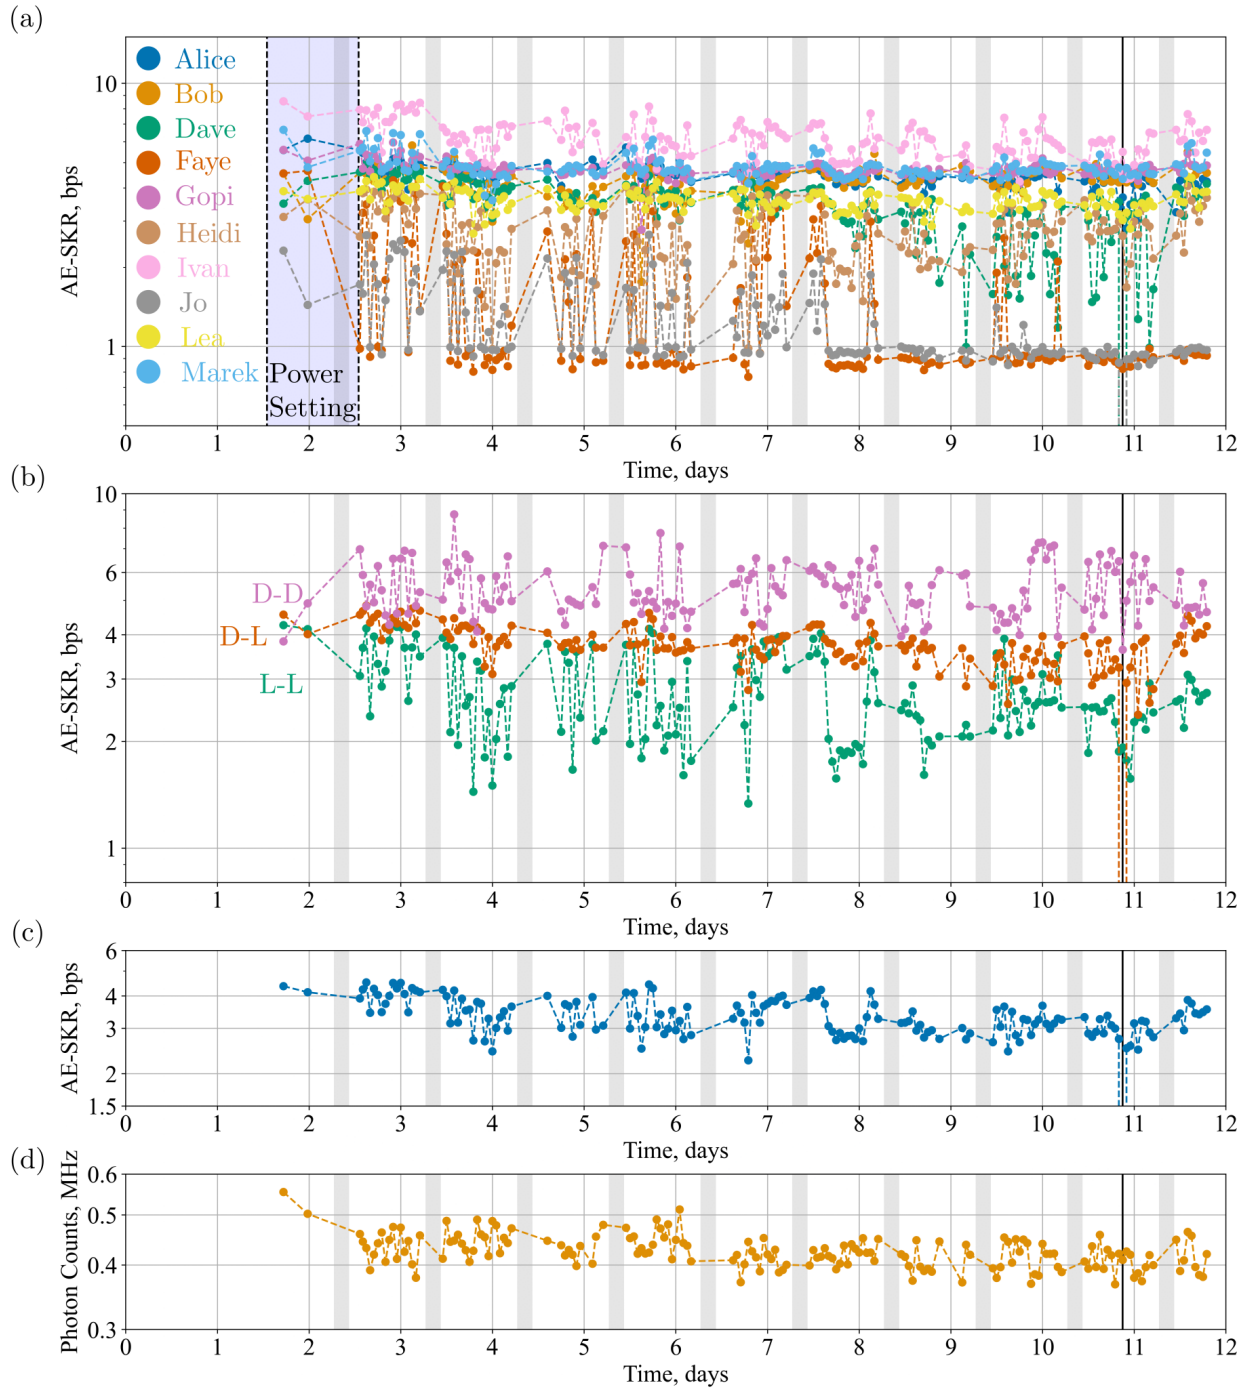 (a)
10
1
AE-SKR, bps
Alice
Bob
Dave
Faye
Gopi
Heidi
Ivan
Jo
Lea
Marek
Power
Setting
0 1 2 3 4 5 6 7 8 9 10 11 12
Time, days
(b)
10
6
4
3
2
1
AE-SKR, bps
D-D
D-L
L-L
0 1 2 3 4 5 6 7 8 9 10 11 12
Time, days
(c)
6
4
3
2
1.5
AE-SKR, bps
0 1 2 3 4 5 6 7 8 9 10 11 12
Time, days
(d)
0.6
0.5
0.4
0.3
Photon Counts, MHz
0 1 2 3 4 5 6 7 8 9 10 11 12
Time, days